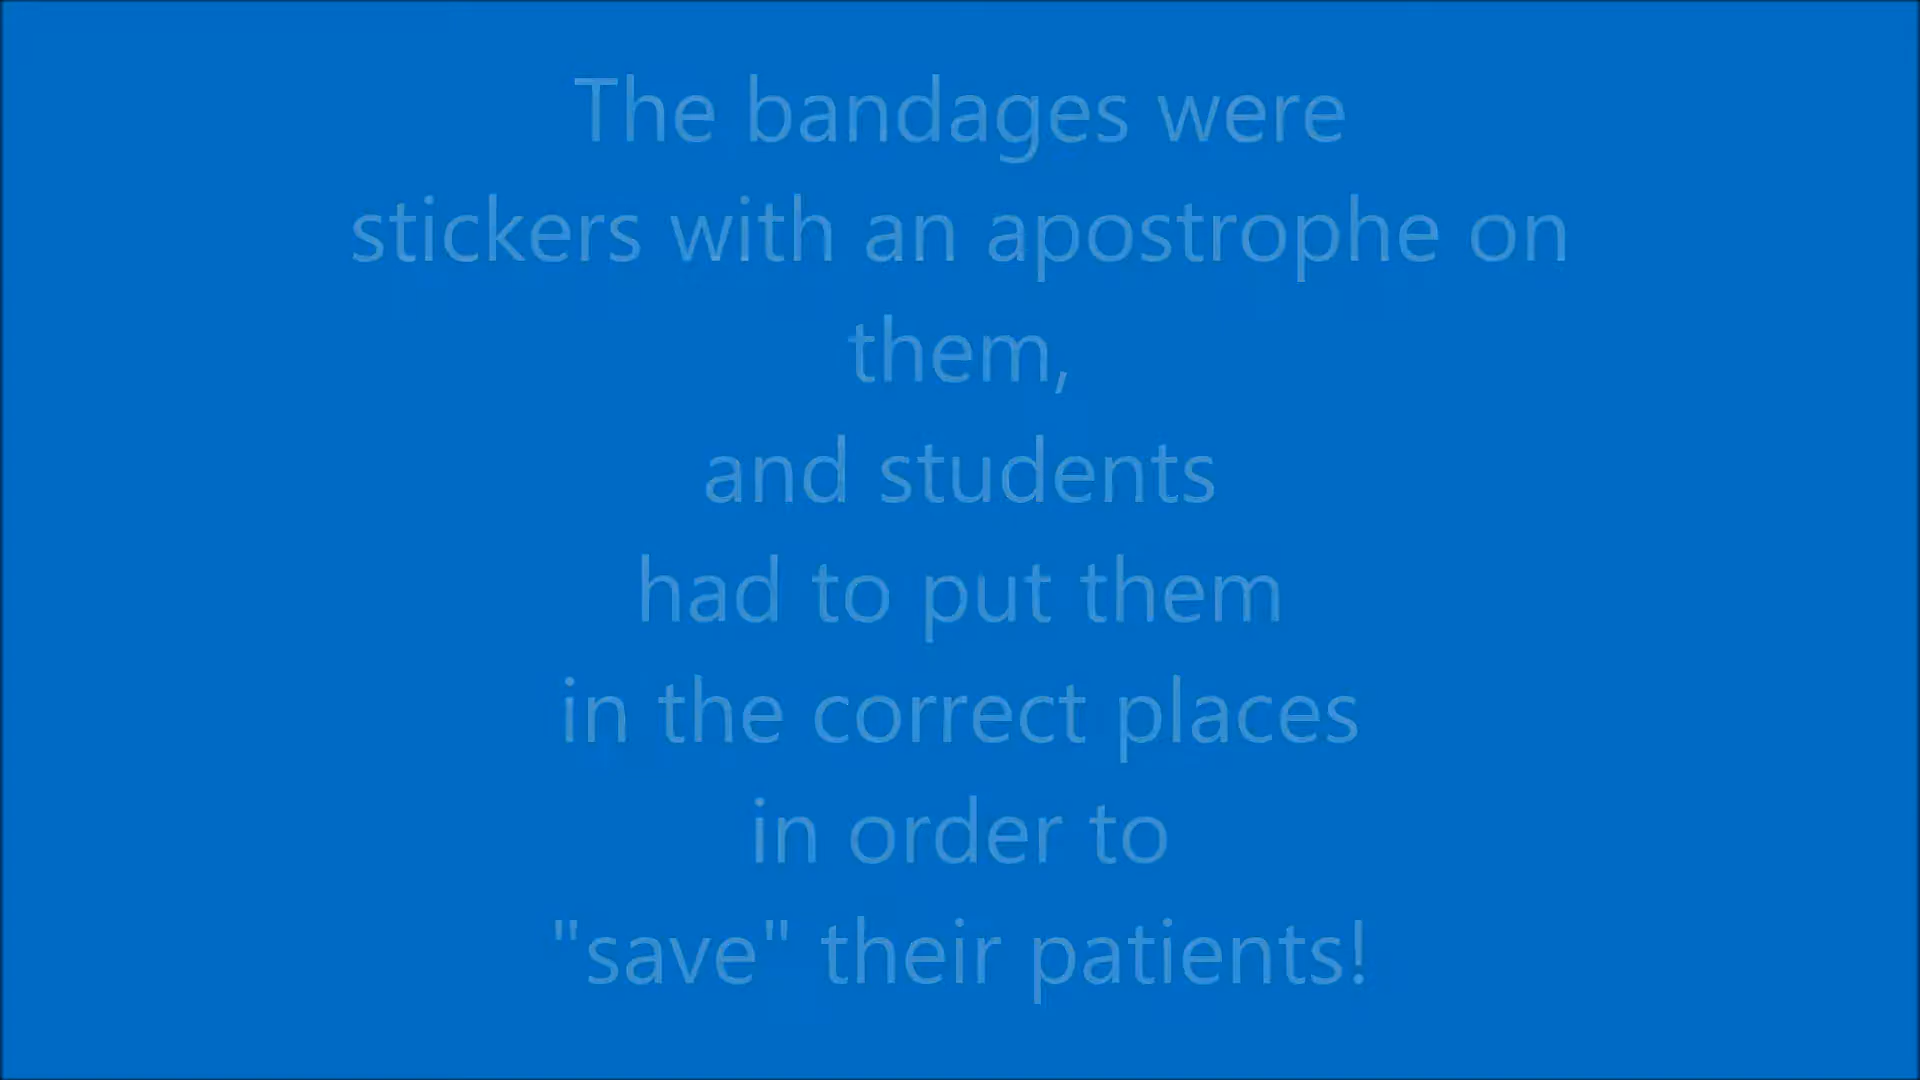 The bandages were
stickers with an apostrophe on
them,
and students
had to put them
in the correct places
in order to
"save" their patients!